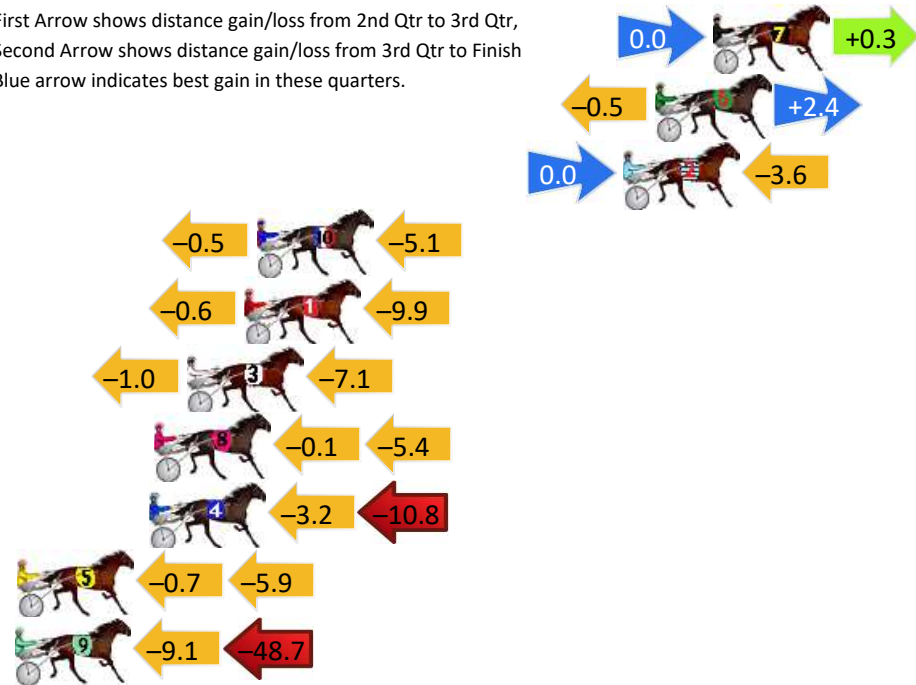 First Arrow shows distance gain/loss from 2nd Qtr to 3rd Qtr,
Second Arrow shows distance gain/loss from 3rd Qtr to Finish
Blue arrow indicates best gain in these quarters.
0.0 7 +0.3
–0.5 6 +2.4
0.0 2 –3.6
–0.5 10 –5.1
–0.6 1 –9.9
–1.0 3 –7.1
8 –0.1 –5.4
4 –3.2 –10.8
5 –0.7 –5.9
9 –9.1 –48.7